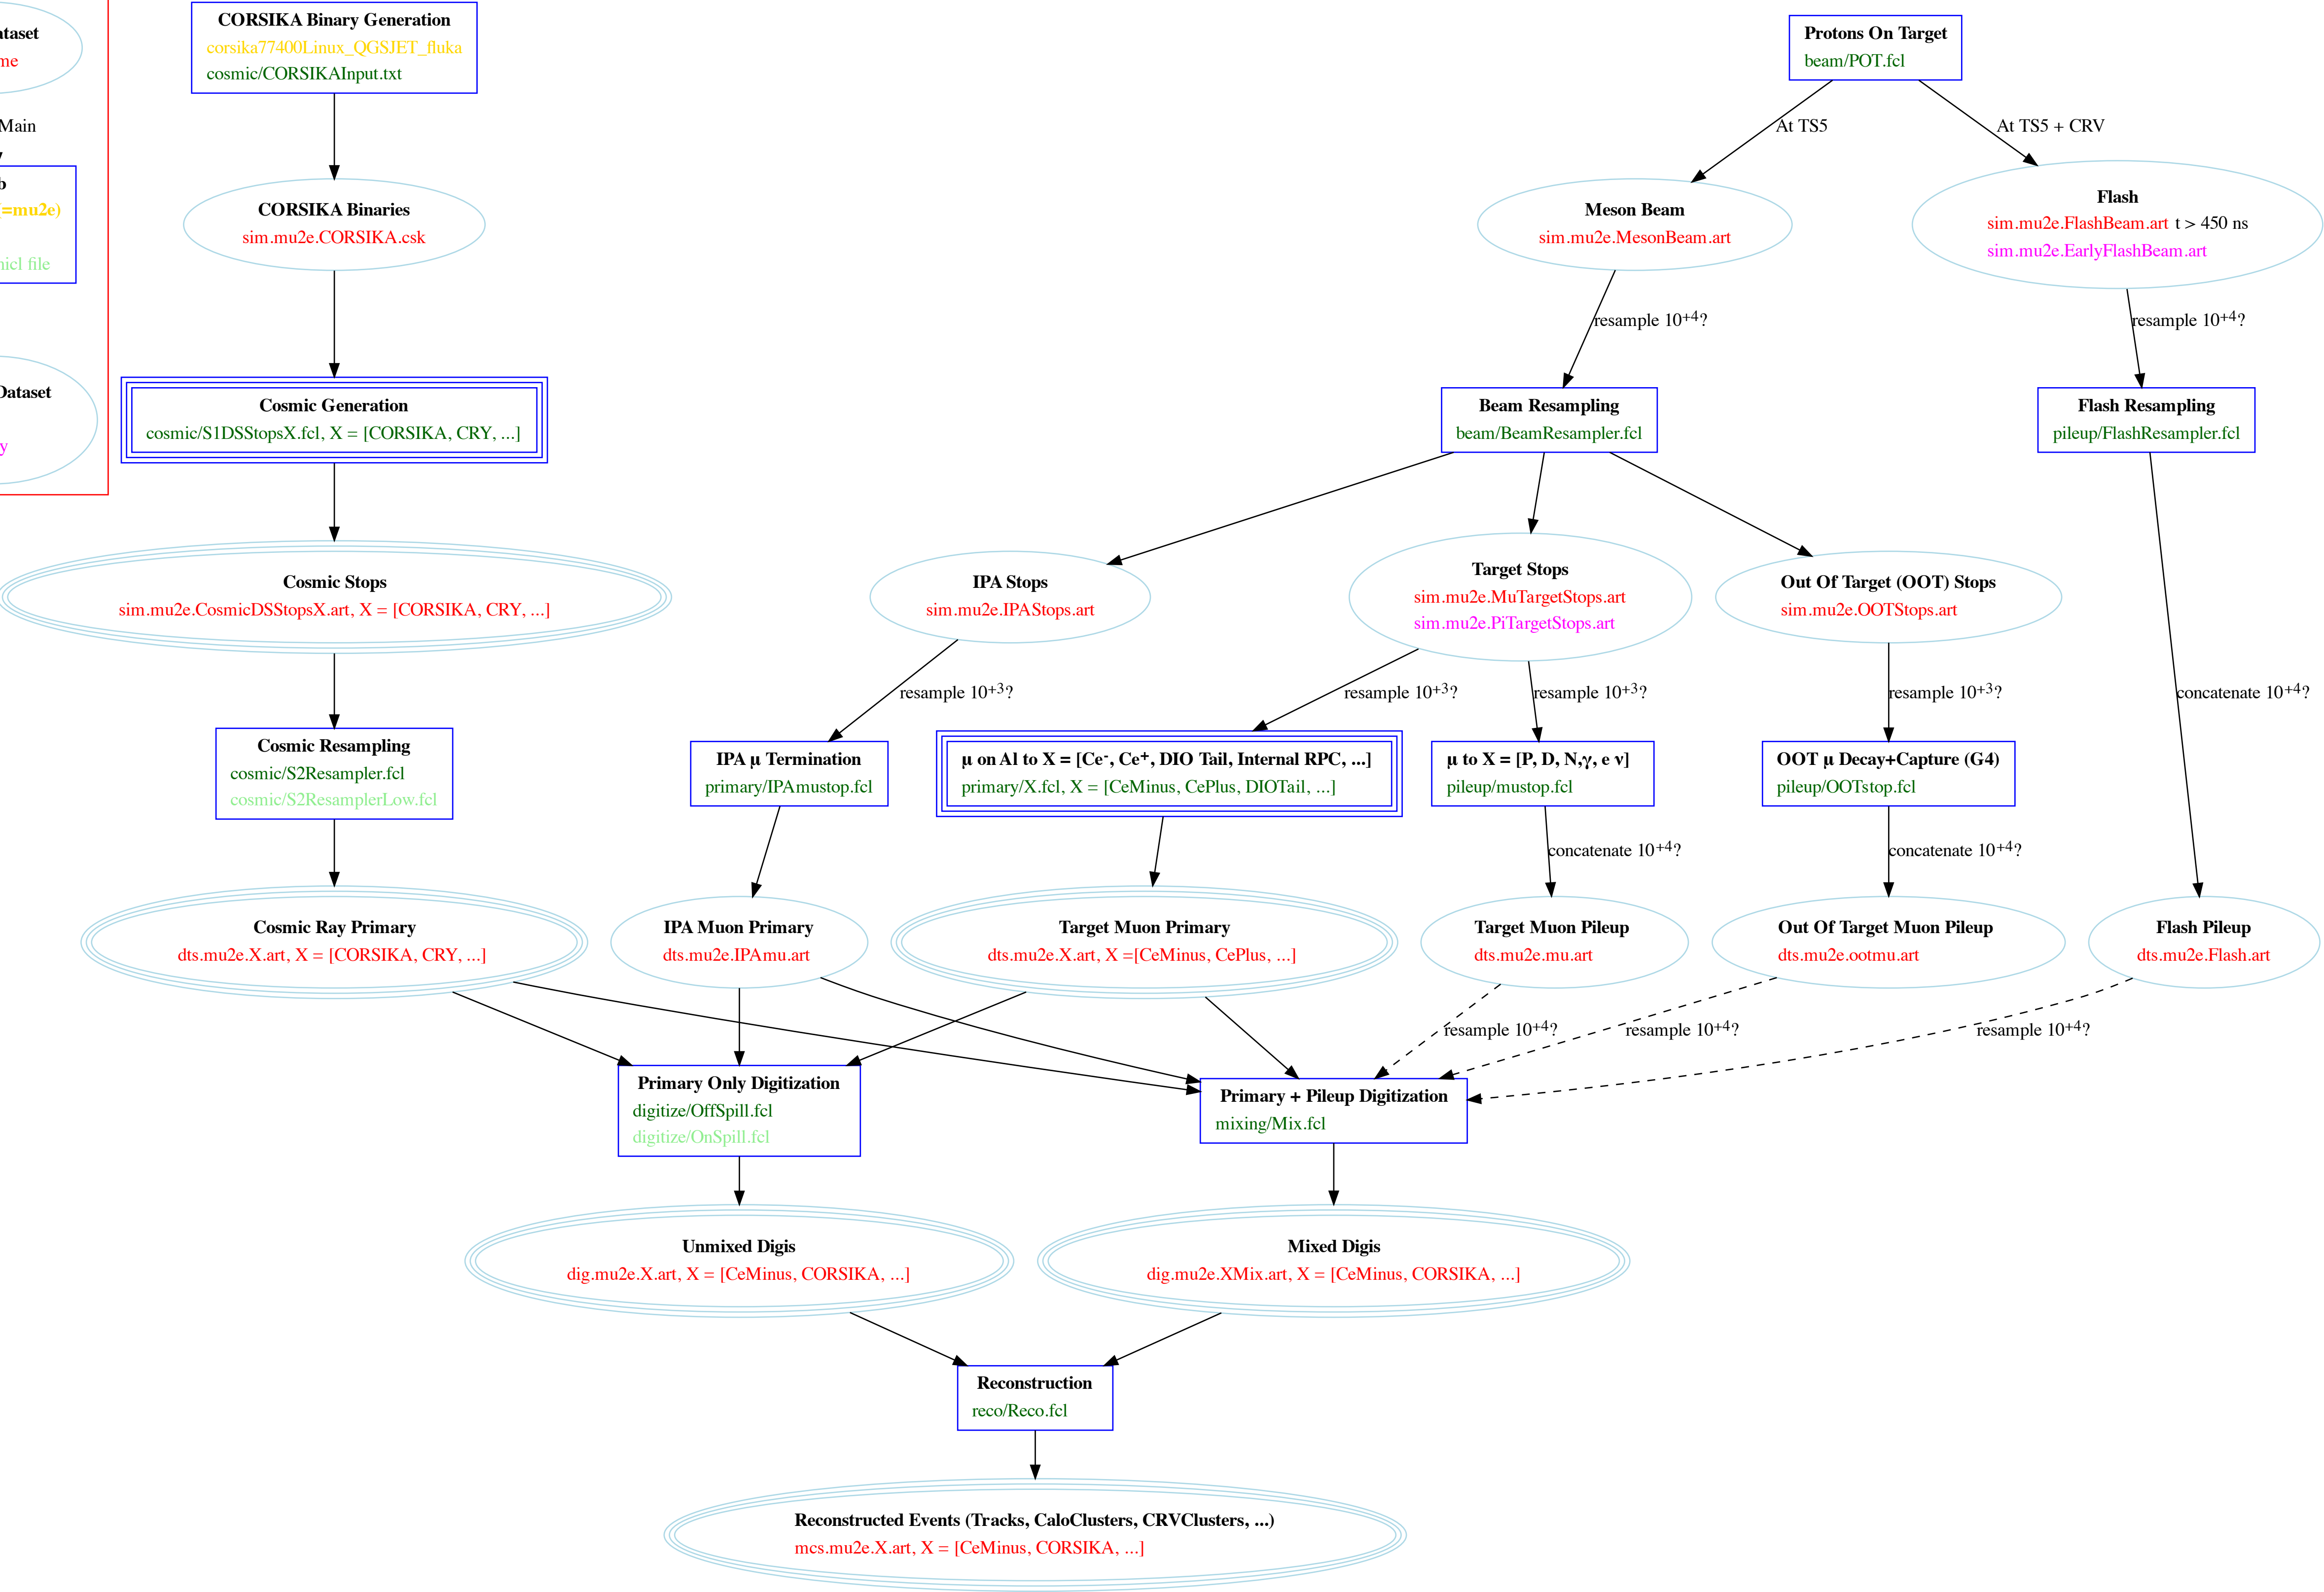 ataset
me
Main
b
[=mu2e)
nicl file
Dataset
y
CORSIKA Binary Generation
corsika77400Linux_QGSJET_fluka
cosmic/CORSIKAInput.txt
Protons On Target
beam/POT.fcl
At TS5
At TS5 + CRV
CORSIKA Binaries
sim.mu2e.CORSIKA.csk
Meson Beam
sim.mu2e.MesonBeam.art
Flash
sim.mu2e.FlashBeam.art t > 450 ns
sim.mu2e.EarlyFlashBeam.art
resample 10+4?
resample 10+4?
Cosmic Generation
cosmic/S1DSStopsX.fcl, X = [CORSIKA, CRY, ...]
Beam Resampling
beam/BeamResampler.fcl
Flash Resampling
pileup/FlashResampler.fcl
Cosmic Stops
sim.mu2e.CosmicDSStopsX.art, X = [CORSIKA, CRY, ...]
IPA Stops
sim.mu2e.IPAStops.art
Target Stops
sim.mu2e.MuTargetStops.art
sim.mu2e.PiTargetStops.art
Out Of Target (OOT) Stops
sim.mu2e.OOTStops.art
resample 10+3?
resample 10+3?
resample 10+3?
resample 10+3?
concatenate 10+4?
Cosmic Resampling
cosmic/S2Resampler.fcl
cosmic/S2ResamplerLow.fcl
IPA μ Termination
primary/IPAmustop.fcl
μ on Al to X = [Ce-, Ce+, DIO Tail, Internal RPC, ...]
primary/X.fcl, X = [CeMinus, CePlus, DIOTail, ...]
μ to X = [P, D, N,γ, e ν]
pileup/mustop.fcl
OOT μ Decay+Capture (G4)
pileup/OOTstop.fcl
concatenate 10+4?
concatenate 10+4?
Cosmic Ray Primary
dts.mu2e.X.art, X = [CORSIKA, CRY, ...]
IPA Muon Primary
dts.mu2e.IPAmu.art
Target Muon Primary
dts.mu2e.X.art, X =[CeMinus, CePlus, ...]
Target Muon Pileup
dts.mu2e.mu.art
Out Of Target Muon Pileup
dts.mu2e.ootmu.art
Flash Pileup
dts.mu2e.Flash.art
resample 10+4?
resample 10+4?
resample 10+4?
Primary Only Digitization
digitize/OffSpill.fcl
digitize/OnSpill.fcl
Primary + Pileup Digitization
mixing/Mix.fcl
Unmixed Digis
dig.mu2e.X.art, X = [CeMinus, CORSIKA, ...]
Mixed Digis
dig.mu2e.XMix.art, X = [CeMinus, CORSIKA, ...]
Reconstruction
reco/Reco.fcl
Reconstructed Events (Tracks, CaloClusters, CRVClusters, ...)
mcs.mu2e.X.art, X = [CeMinus, CORSIKA, ...]